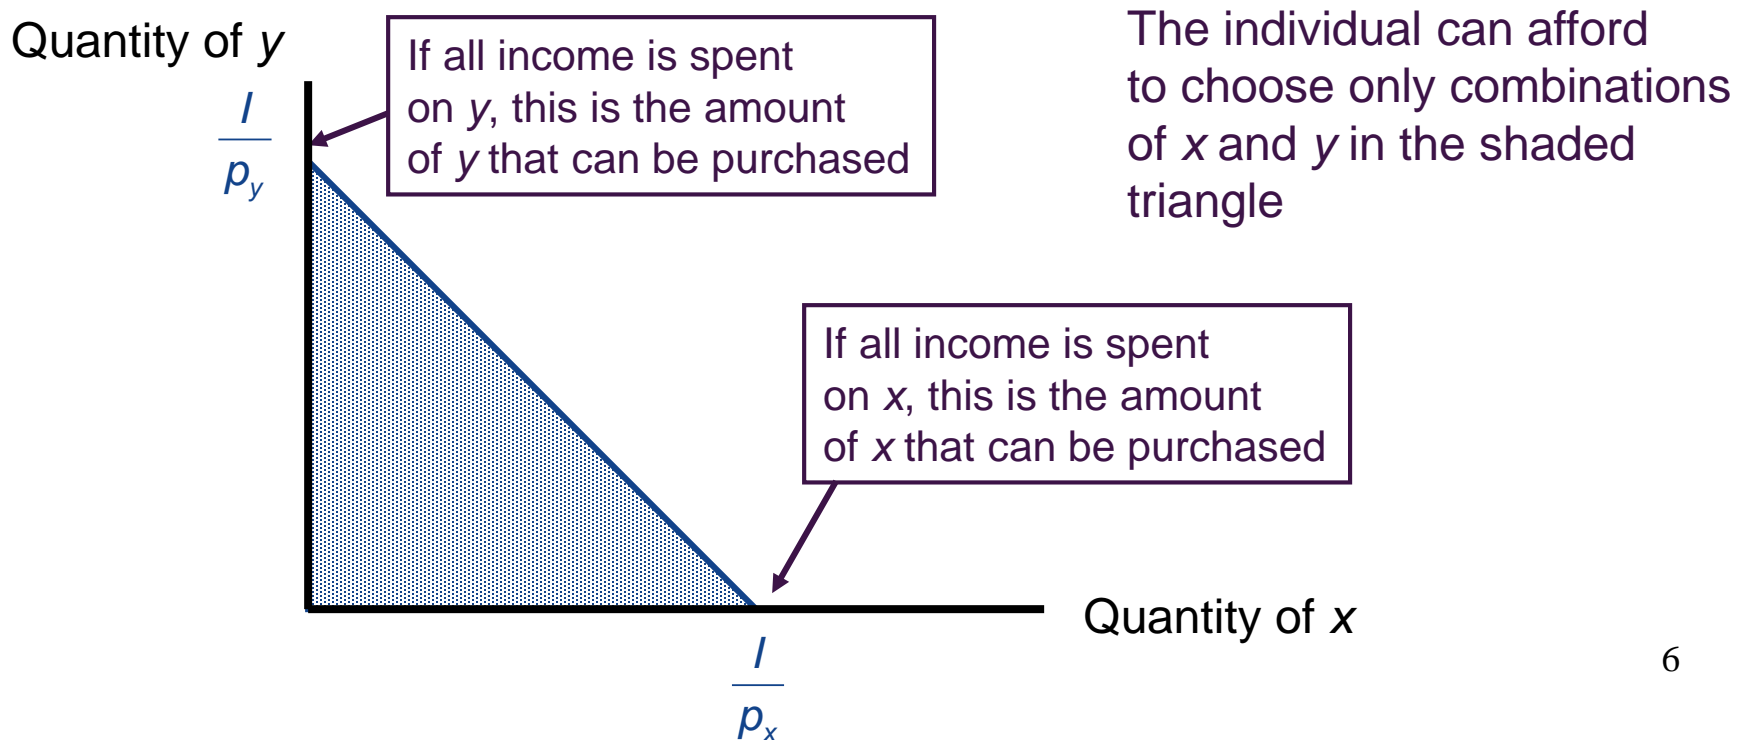 Quantity of y
I
p_y
If all income is spent
on y, this is the amount
of y that can be purchased
The individual can afford
to choose only combinations
of x and y in the shaded
triangle
If all income is spent
on x, this is the amount
of x that can be purchased
Quantity of x
I
p_x
6